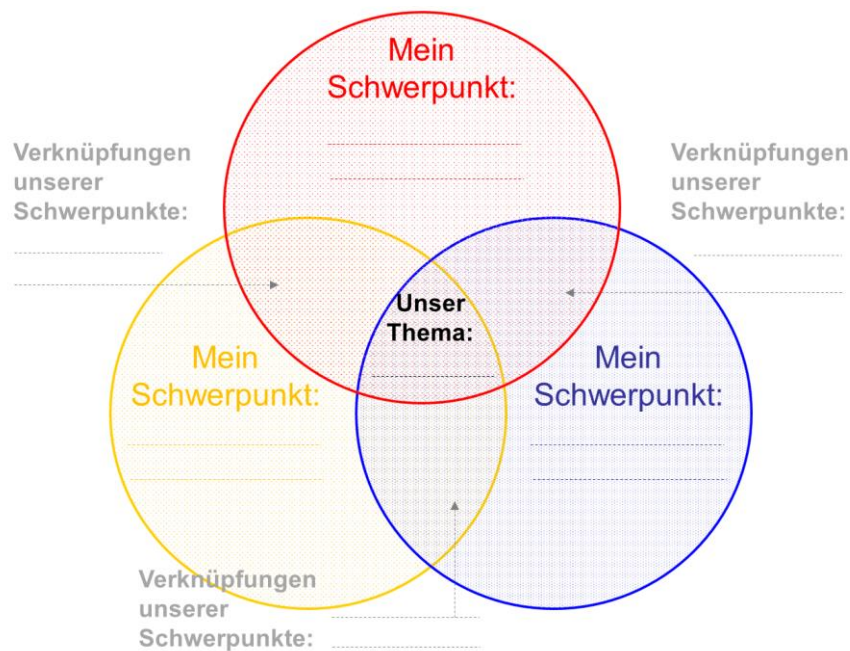 Mein
Schwerpunkt:
Verknüpfungen
unserer
Schwerpunkte:
Verknüpfungen
unserer
Schwerpunkte:
Unser
Thema:
Mein
Schwerpunkt:
Mein
Schwerpunkt:
Verknüpfungen
unserer
Schwerpunkte: